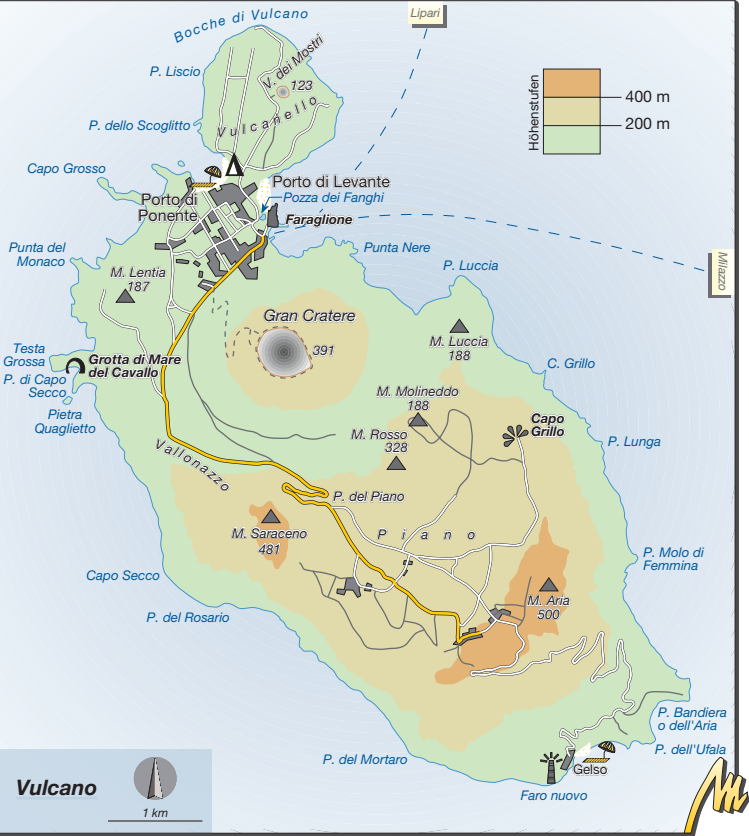 Bocche di Vulcano
Lipari
P. Liscio
V. dei Mostri
123
Vulcanello
P. dello Scoglitto
Höhenstufen
400 m
200 m
Capo Grosso
Porto di Levante
Pozza dei Fanghi
Porto di
Ponente
Faraglione
Punta del
Monaco
Punta Nere
P. Luccia
Milazzo
M. Lentia
187
Gran Cratere
391
M. Luccia
188
Testa
Grossa
Grotta di Mare
del Cavallo
P. di Capo
Secco
C. Grillo
Pietra
Quaglietto
M. Molineddo
188
Capo
Grillo
M. Rosso
328
P. Lunga
Vallonazzo
P. del Piano
M. Saraceno
481
Piano
P. Molo di
Femmina
Capo Secco
P. del Rosario
M. Aria
500
P. Bandiera
o dell'Aria
P. dell'Ufala
P. del Mortaro
Gelso
Faro nuovo
Vulcano
1 km